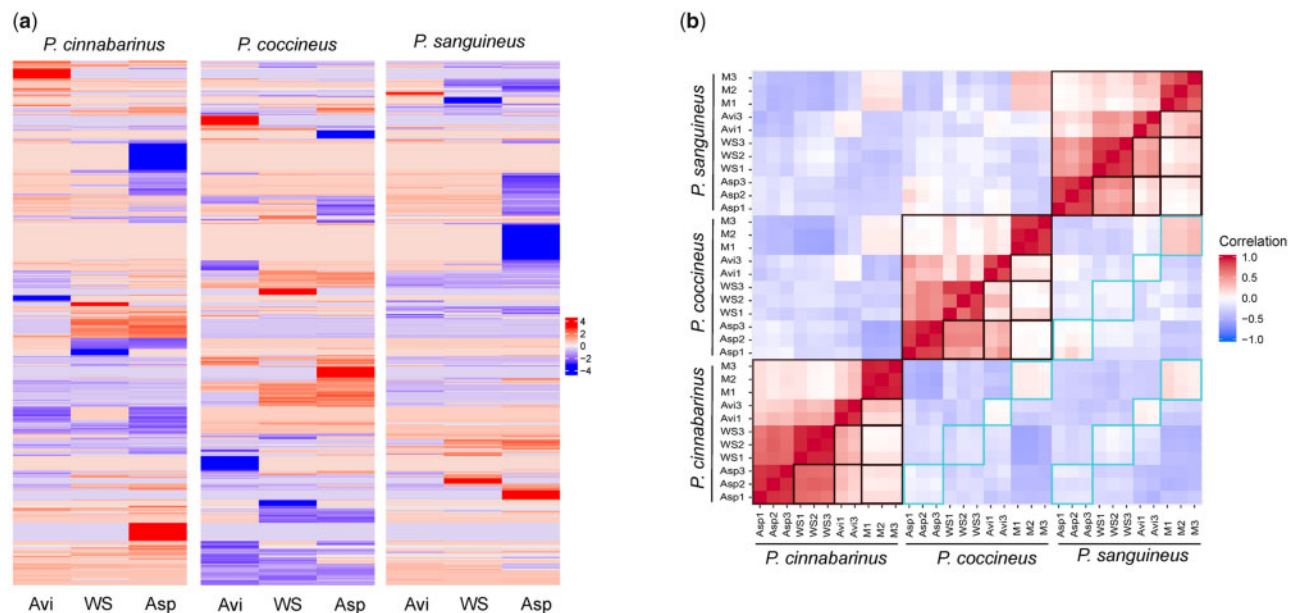 (a)
P. cinnabarinus
P. coccineus
P. sanguineus
4
2
0
−2
−4
Avi WS Asp
Avi WS Asp
Avi WS Asp
(b)
P. sanguineus
M3
M2
M1
Avi3
Avi1
WS3
WS2
WS1
Asp3
Asp2
Asp1
P. coccineus
M3
M2
M1
Avi3
Avi1
WS3
WS2
WS1
Asp3
Asp2
Asp1
P. cinnabarinus
M3
M2
M1
Avi3
Avi1
WS3
WS2
WS1
Asp3
Asp2
Asp1
Asp1 Asp2 Asp3 WS1 WS2 WS3 Avi1 Avi3 M1 M2 M3
Asp1 Asp2 Asp3 WS1 WS2 WS3 Avi1 Avi3 M1 M2 M3
Asp1 Asp2 Asp3 WS1 WS2 WS3 Avi1 Avi3 M1 M2 M3
P. cinnabarinus
P. coccineus
P. sanguineus
Correlation
1.0
0.5
0.0
−0.5
−1.0